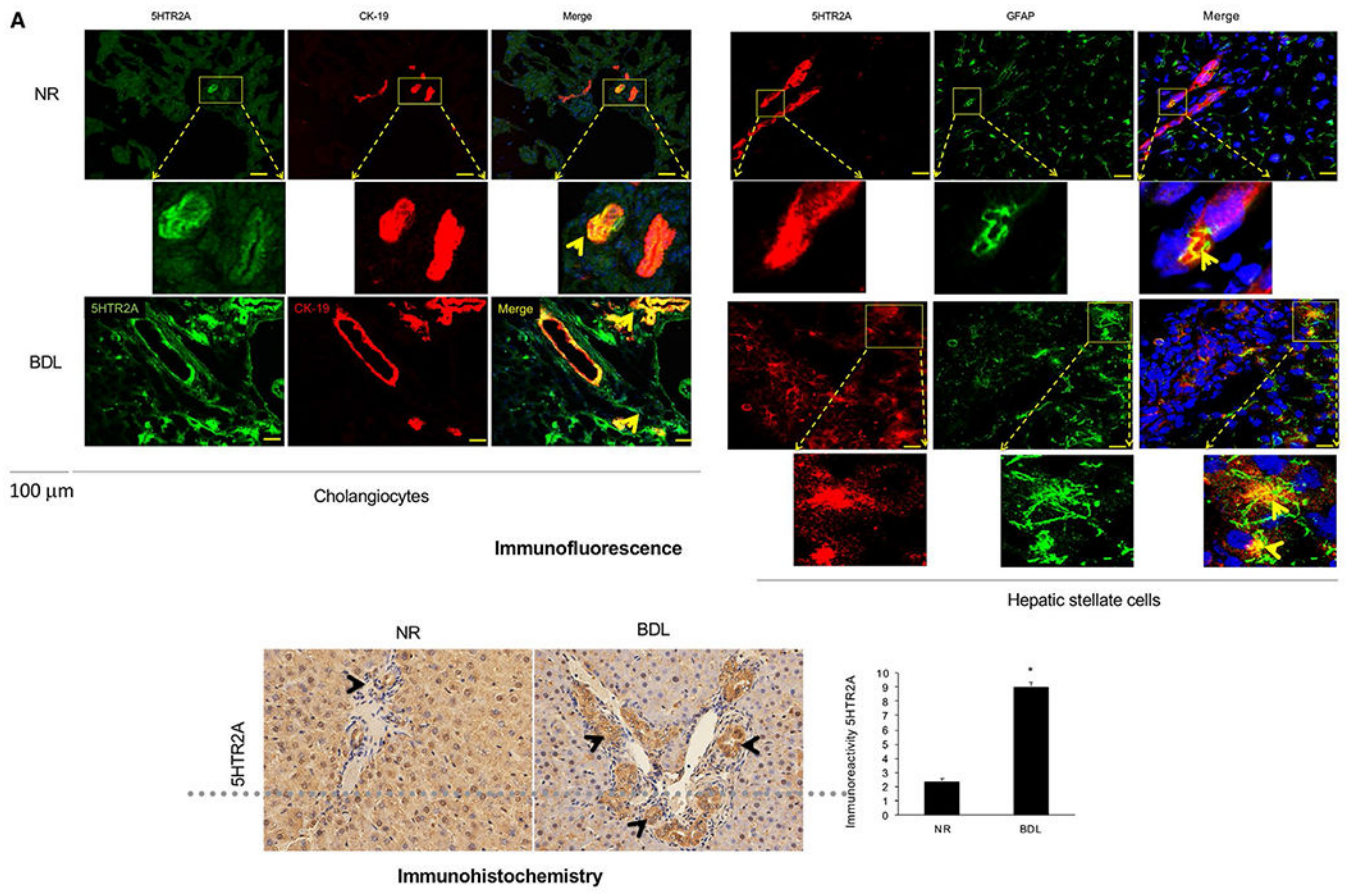 A
5HTR2A CK-19 Merge 5HTR2A GFAP Merge
NR
5HTR2A CK-19 Merge
BDL
100 μm
Cholangiocytes
Immunofluorescence
Hepatic stellate cells
NR BDL
5HTR2A
Immunohistochemistry
Immunoreactivity 5HTR2A
10
9
8
7
6
5
4
3
2
1
0
*
NR BDL